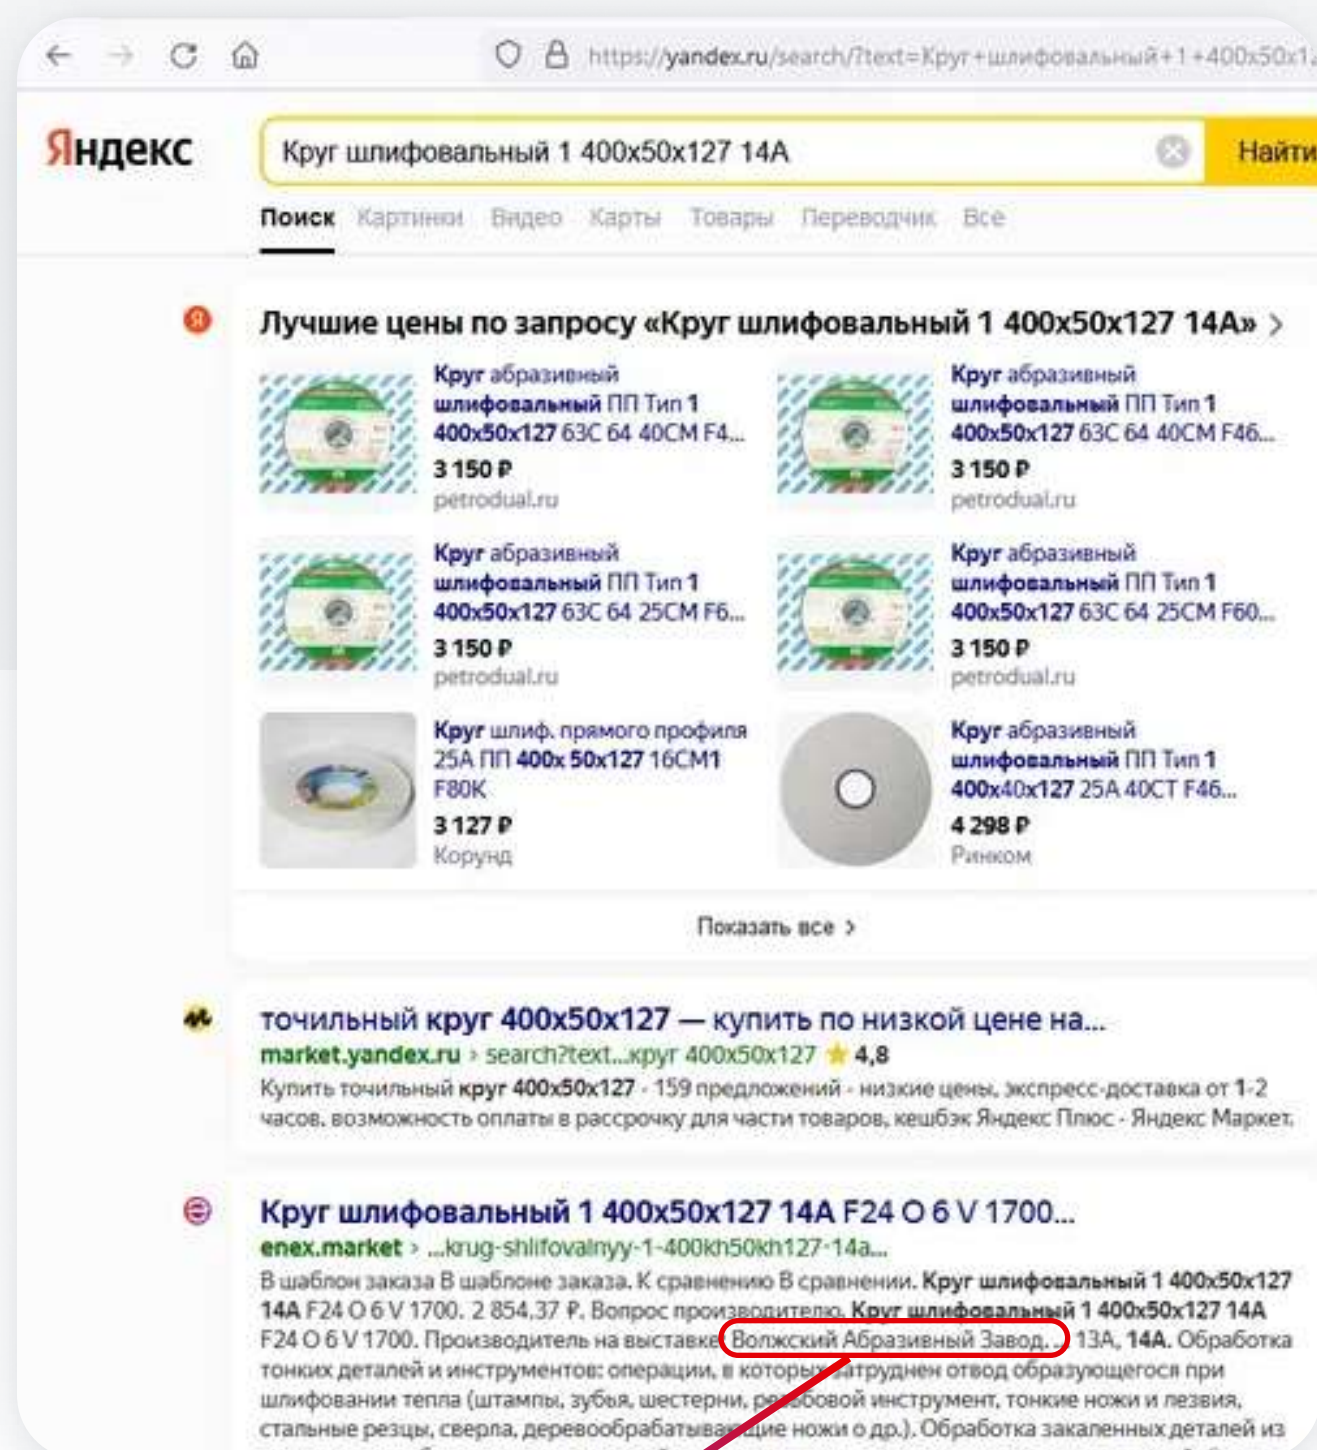 https://yandex.ru/search/?text=Круг+шлифовальный+1+400x50x1
Яндекс
Круг шлифовальный 1 400x50x127 14А
Найти
Поиск Картинки Видео Карты Товары Переводчик Все
Лучшие цены по запросу «Круг шлифовальный 1 400x50x127 14А» >
Круг абразивный
шлифовальный ПП Тип 1
400x50x127 63С 64 40СМ F4...
3 150 ₽
petrodual.ru
Круг абразивный
шлифовальный ПП Тип 1
400x50x127 63С 64 40СМ F46...
3 150 ₽
petrodual.ru
Круг абразивный
шлифовальный ПП Тип 1
400x50x127 63С 64 25СМ F6...
3 150 ₽
petrodual.ru
Круг абразивный
шлифовальный ПП Тип 1
400x50x127 63С 64 25СМ F60...
3 150 ₽
petrodual.ru
Круг шлиф. прямого профиля
25А ПП 400x 50x127 16СМ1
F80K
3 127 ₽
Корунд
Круг абразивный
шлифовальный ПП Тип 1
400x40x127 25А 40СТ F46...
4 298 ₽
Ринком
Показать все >
точильный круг 400x50x127 — купить по низкой цене на...
market.yandex.ru › search?text...круг 400x50x127 ⭐ 4,8
Купить точильный круг 400x50x127 - 159 предложений - низкие цены, экспресс-доставка от 1-2
часов, возможность оплаты в рассрочку для части товаров, кешбэк Яндекс Плюс - Яндекс Маркет.
Круг шлифовальный 1 400x50x127 14А F24 O 6 V 1700...
enex.market › ...krug-shlifovalnyy-1-400kh50kh127-14a...
В шаблон заказа В шаблоне заказа. К сравнению В сравнении. Круг шлифовальный 1 400x50x127
14А F24 O 6 V 1700. 2 854.37 ₽. Вопрос производителю. Круг шлифовальный 1 400x50x127 14А
F24 O 6 V 1700. Производитель на выставке Волжский Абразивный Завод. ... 13А, 14А. Обработка
тонких деталей и инструментов: операции, в которых затруднен отвод образующегося при
шлифовании тепла (штампы, зубья, шестерни, резьбовой инструмент, тонкие ножи и лезвия,
стальные резцы, сверла, деревообрабатывающие ножи о др.). Обработка закаленных деталей из